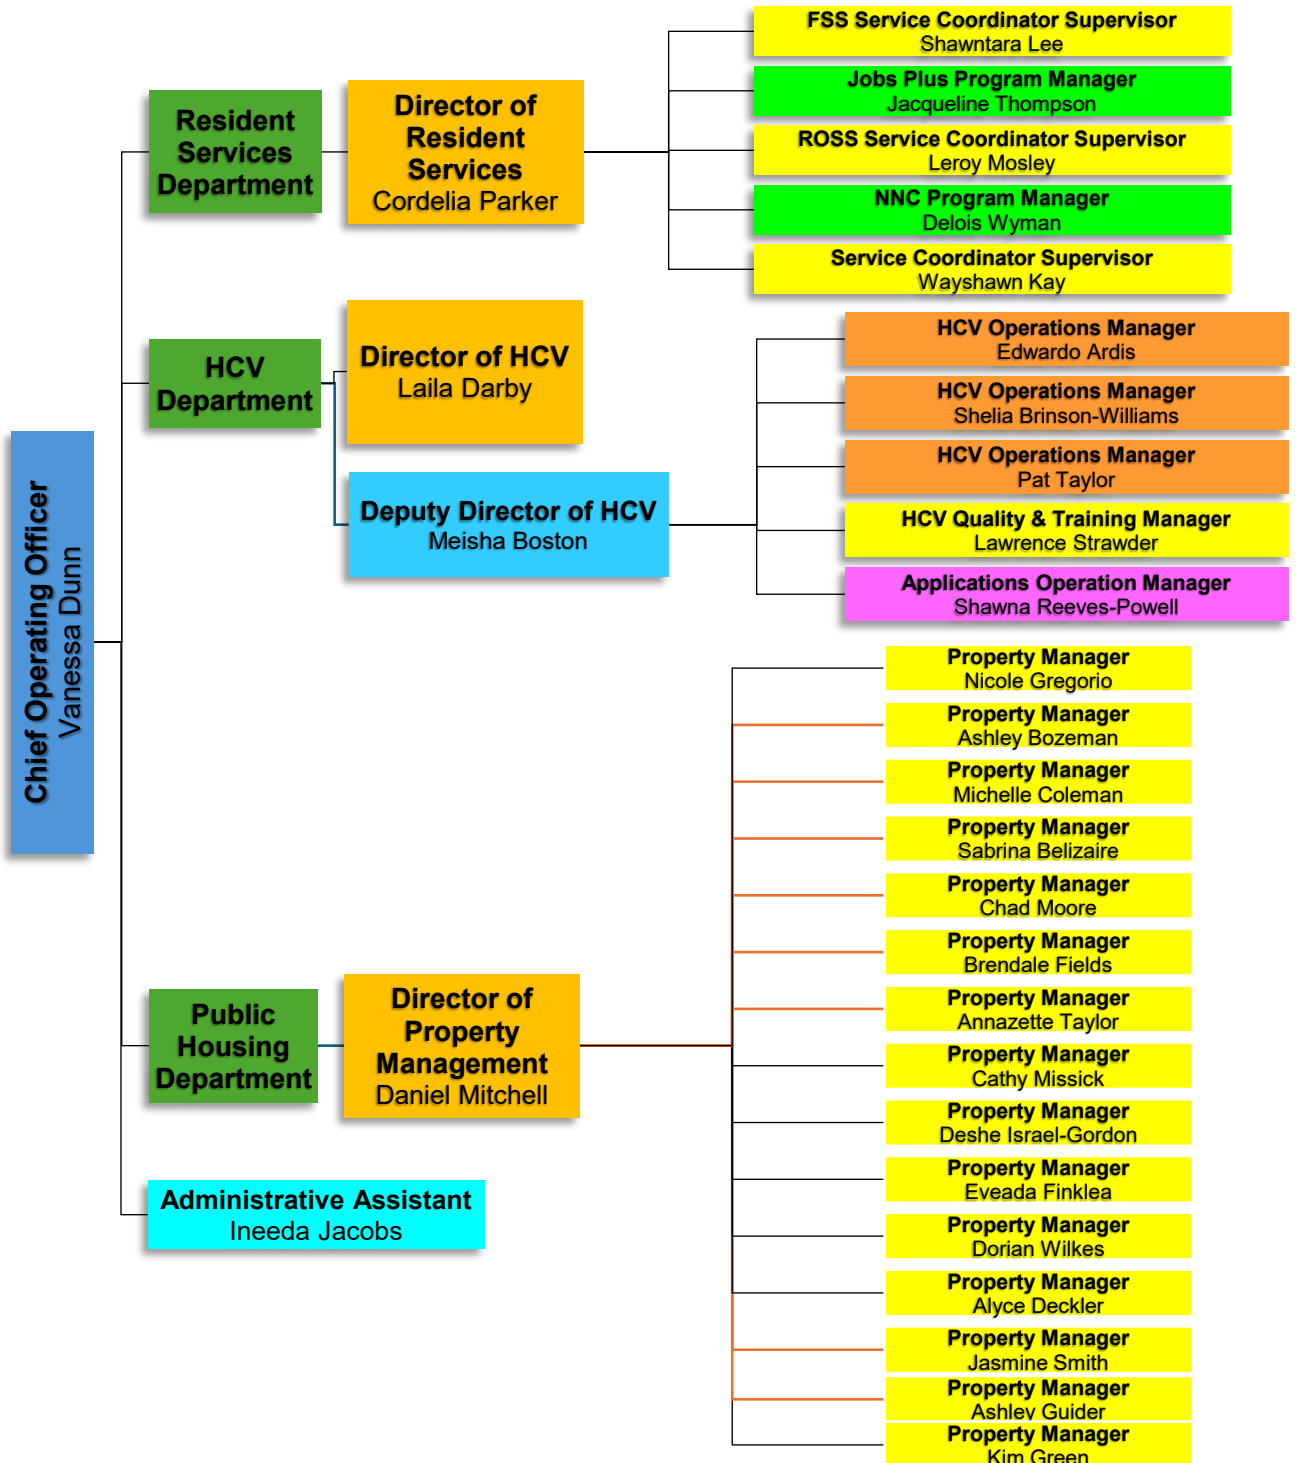 Chief Operating Officer
Vanessa Dunn
Resident
Services
Department
Director of
Resident
Services
Cordelia Parker
FSS Service Coordinator Supervisor
Shawntara Lee
Jobs Plus Program Manager
Jacqueline Thompson
ROSS Service Coordinator Supervisor
Leroy Mosley
NNC Program Manager
Delois Wyman
Service Coordinator Supervisor
Wayshawn Kay
HCV
Department
Director of HCV
Laila Darby
Deputy Director of HCV
Meisha Boston
HCV Operations Manager
Edwardo Ardis
HCV Operations Manager
Shelia Brinson-Williams
HCV Operations Manager
Pat Taylor
HCV Quality & Training Manager
Lawrence Strawder
Applications Operation Manager
Shawna Reeves-Powell
Public
Housing
Department
Director of
Property
Management
Daniel Mitchell
Property Manager
Nicole Gregorio
Property Manager
Ashley Bozeman
Property Manager
Michelle Coleman
Property Manager
Sabrina Belizaire
Property Manager
Chad Moore
Property Manager
Brendale Fields
Property Manager
Annazette Taylor
Property Manager
Cathy Missick
Property Manager
Deshe Israel-Gordon
Property Manager
Eveada Finklea
Property Manager
Dorian Wilkes
Property Manager
Alyce Deckler
Property Manager
Jasmine Smith
Property Manager
Ashley Guider
Property Manager
Kim Green
Administrative Assistant
Ineeda Jacobs